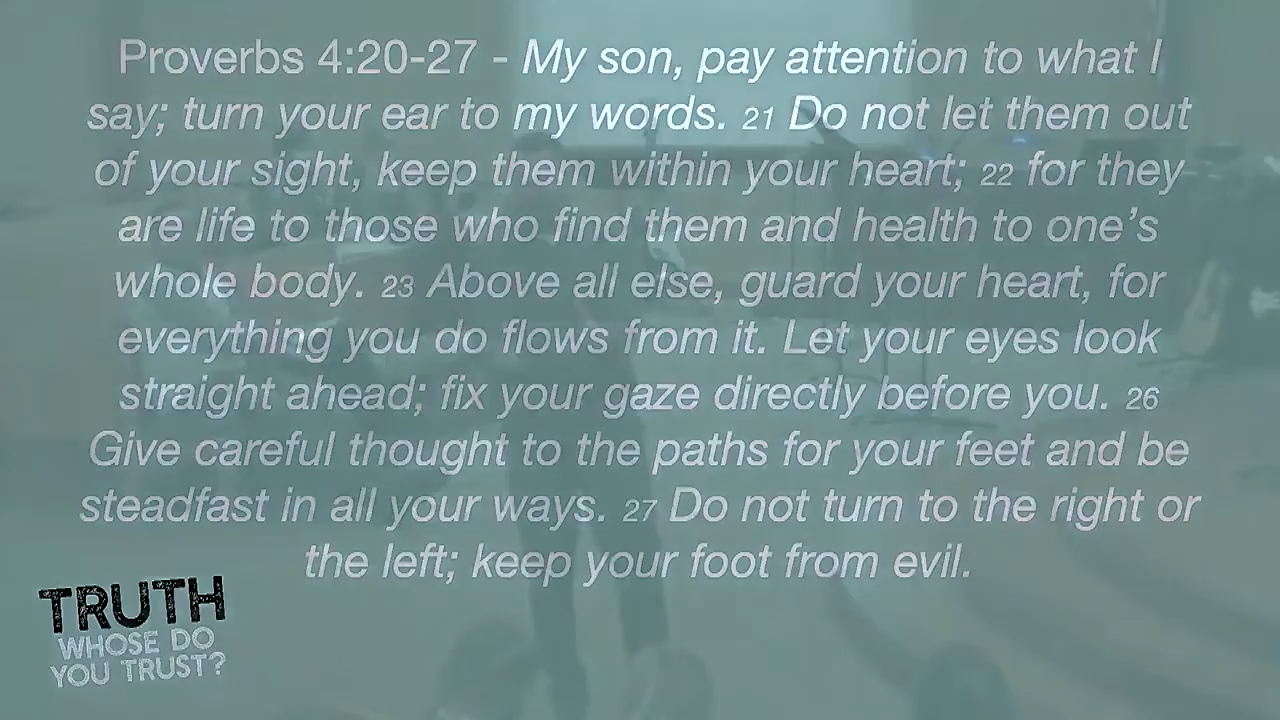 Proverbs 4:20-27 - My son, pay attention to what I
say; turn your ear to my words. 21 Do not let them out
of your sight, keep them within your heart; 22 for they
are life to those who find them and health to one’s
whole body. 23 Above all else, guard your heart, for
everything you do flows from it. Let your eyes look
straight ahead; fix your gaze directly before you. 26
Give careful thought to the paths for your feet and be
steadfast in all your ways. 27 Do not turn to the right or
the left; keep your foot from evil.
TRUTH
WHOSE DO
YOU TRUST?